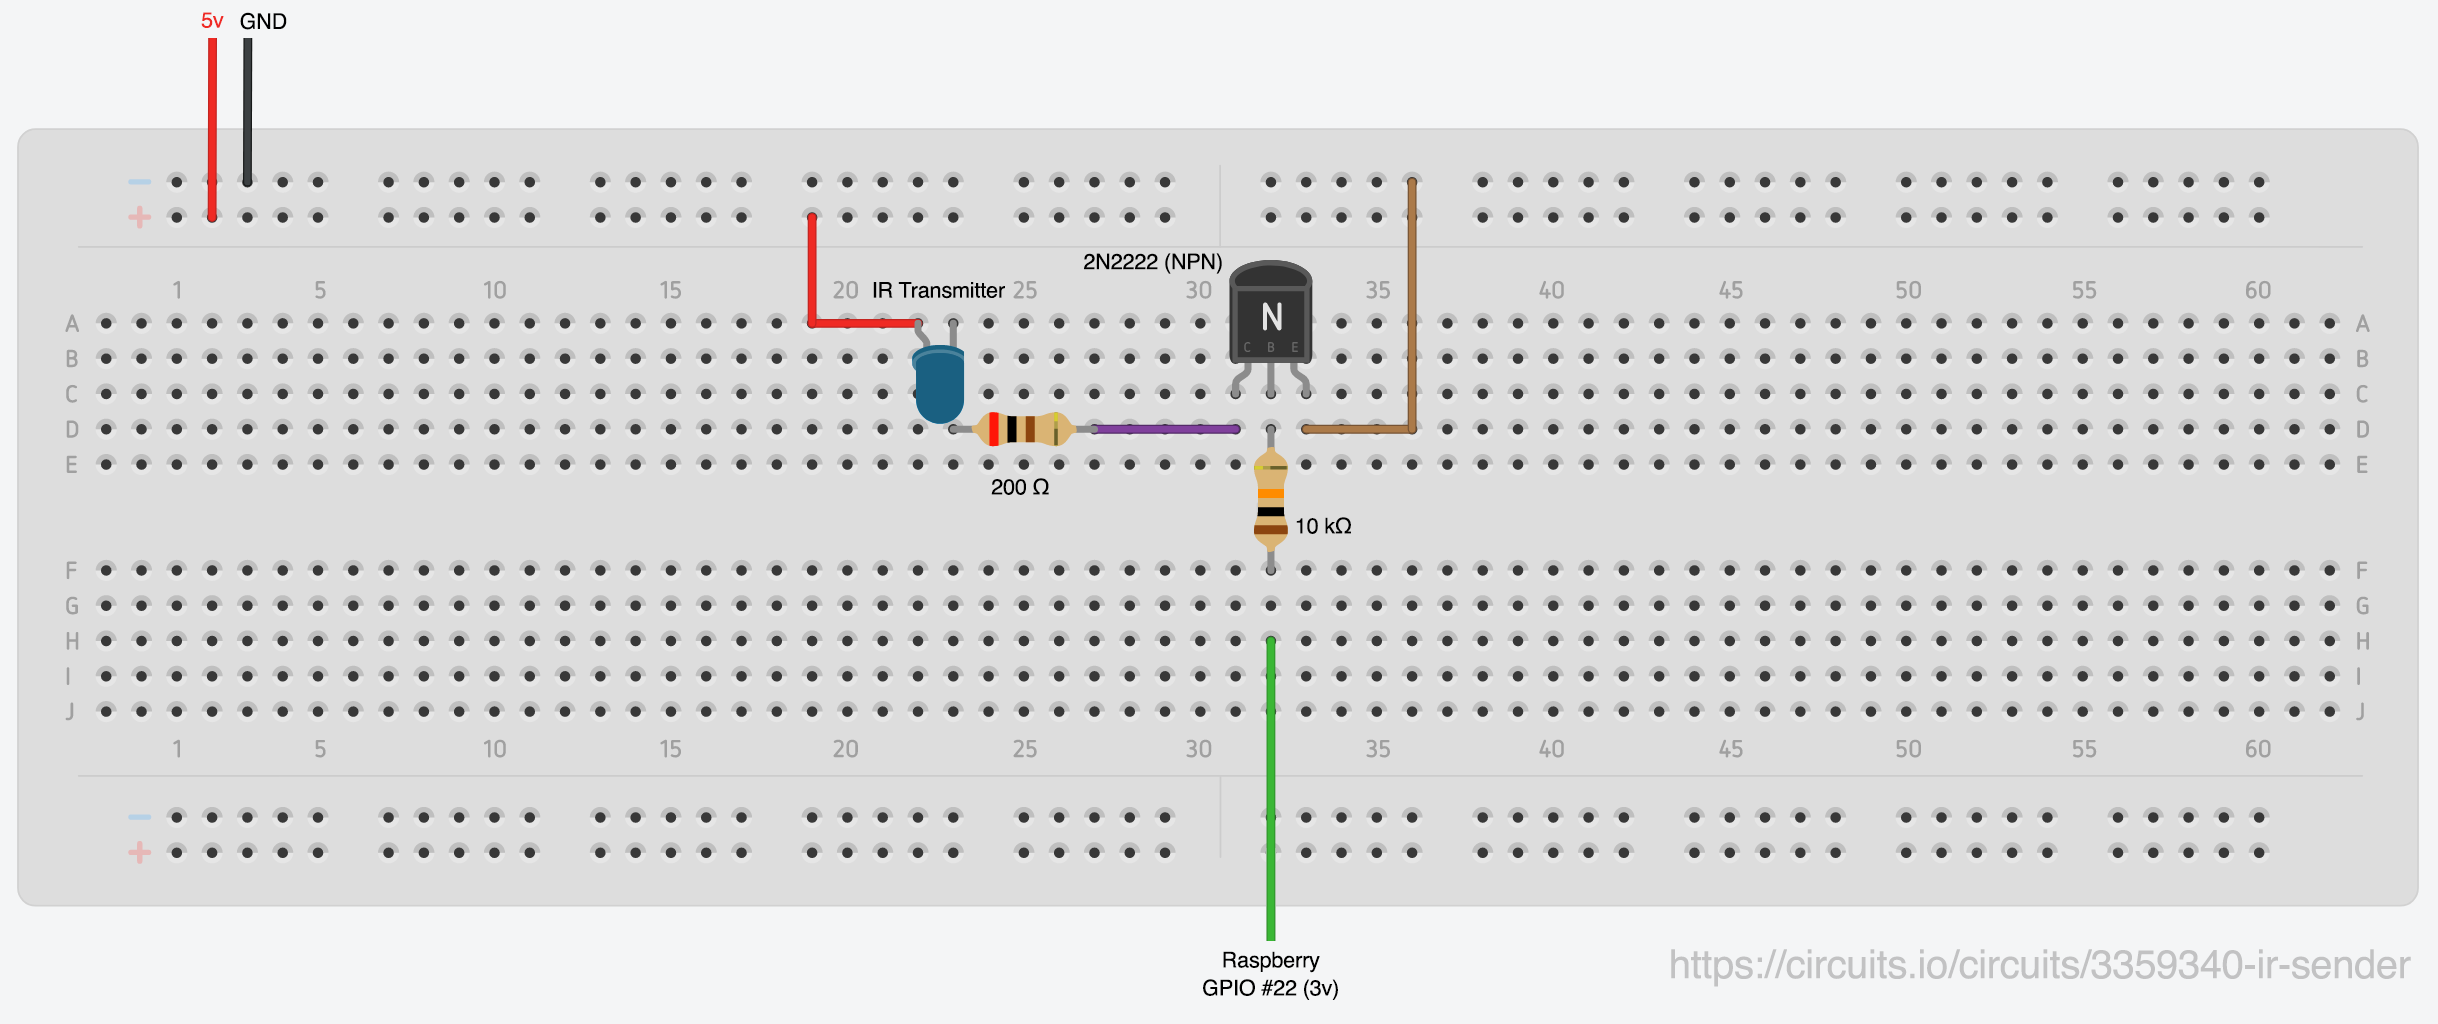 5v GND
1 5 10 15 20 25 30 35 40 45 50 55 60
2N2222 (NPN)
IR Transmitter
N
C B E
A A
B B
C C
D D
E E
200 Ω
10 kΩ
F F
G G
H H
I I
J J
1 5 10 15 20 25 30 35 40 45 50 55 60
Raspberry
GPIO #22 (3v)
https://circuits.io/circuits/3359340-ir-sender